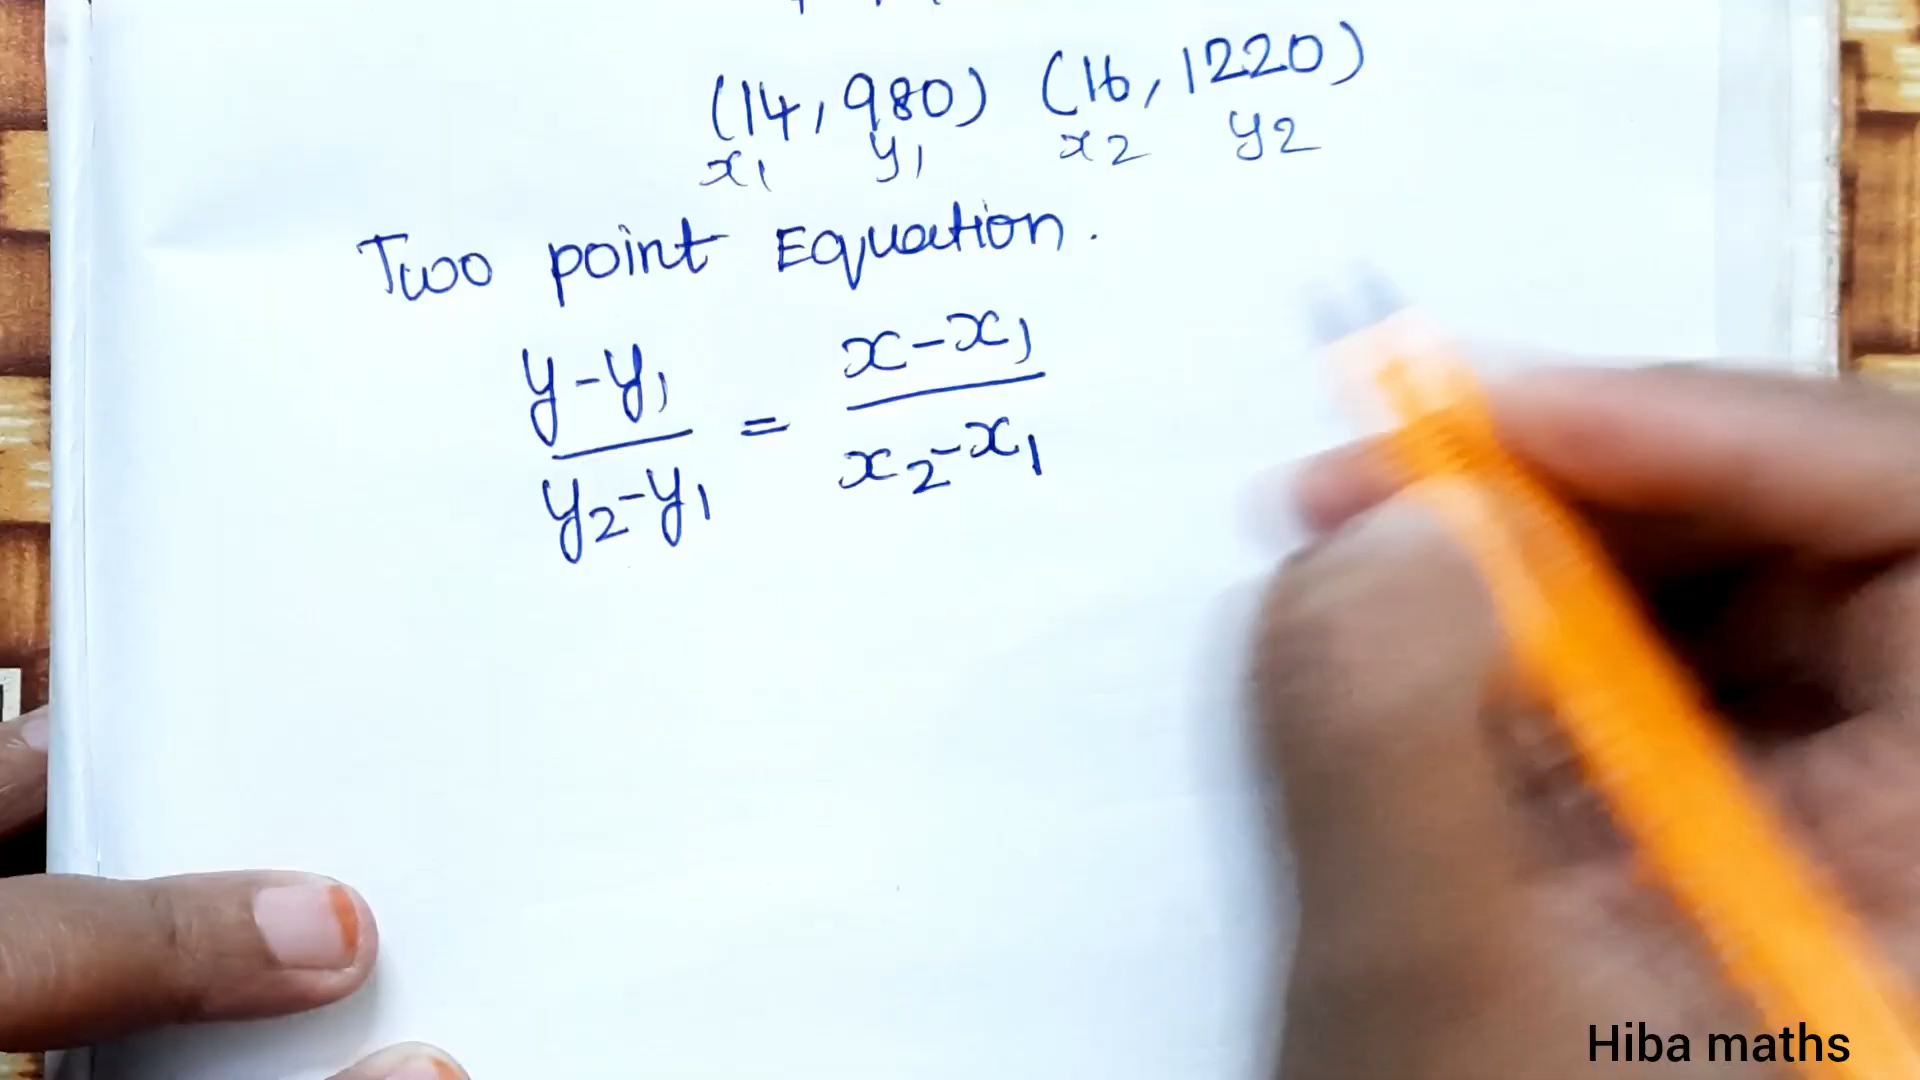 (14, 980) (16, 1220)
x1 y1 x2 y2
Two point Equation.
y-y1 / y2-y1 = x-x1 / x2-x1
Hiba maths